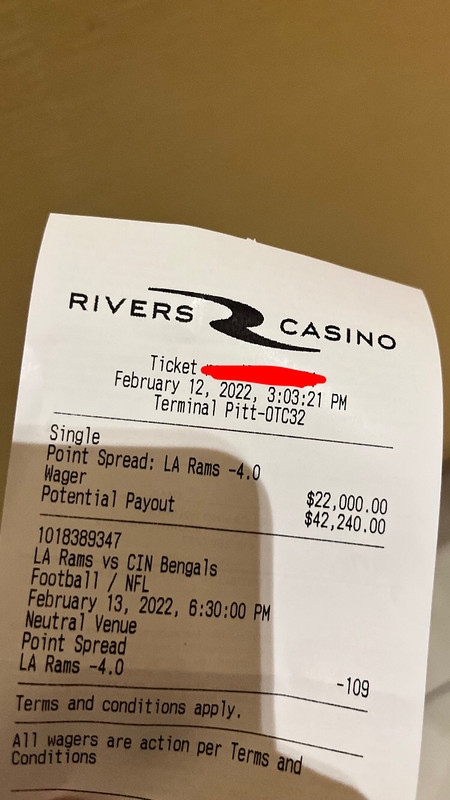 RIVERS CASINO
Ticket
February 12, 2022, 3:03:21 PM
Terminal Pitt-OTC32
Single
Point Spread: LA Rams -4.0
Wager $22,000.00
Potential Payout $42,240.00
1018389347
LA Rams vs CIN Bengals
Football / NFL
February 13, 2022, 6:30:00 PM
Neutral Venue
Point Spread
LA Rams -4.0 -109
Terms and conditions apply.
All wagers are action per Terms and
Conditions